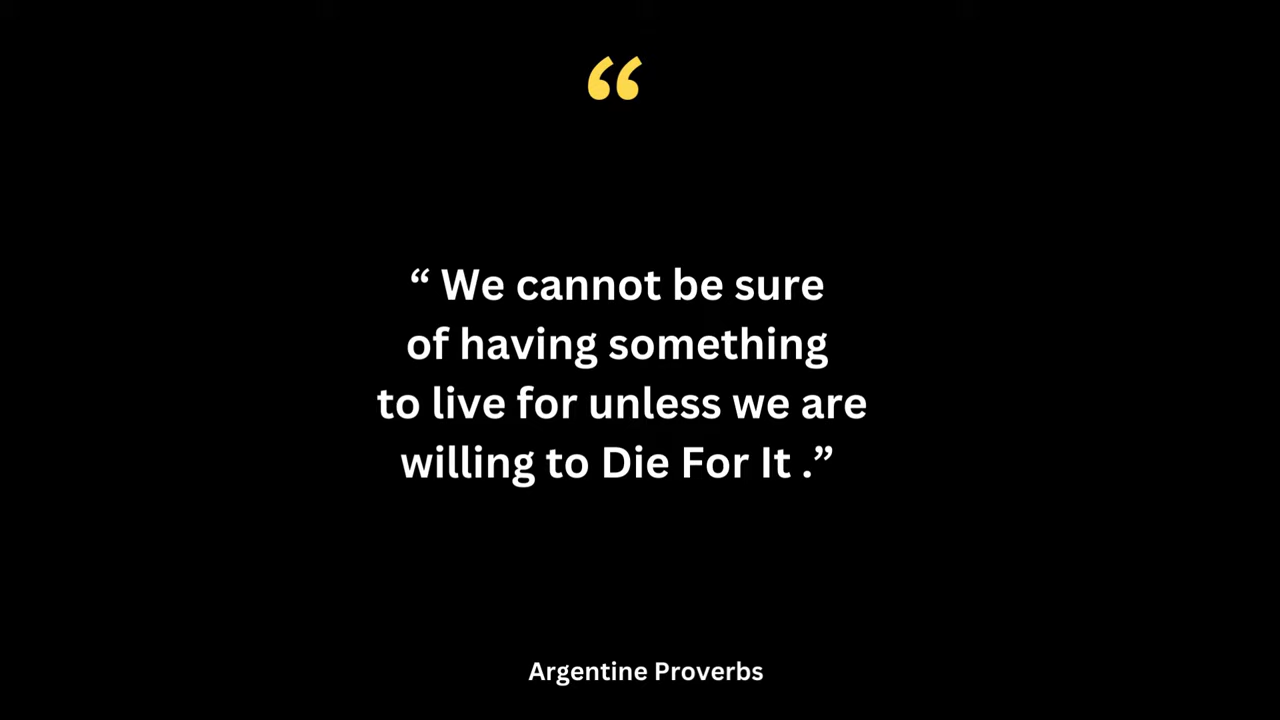 “
“ We cannot be sure
of having something
to live for unless we are
willing to Die For It .”
Argentine Proverbs